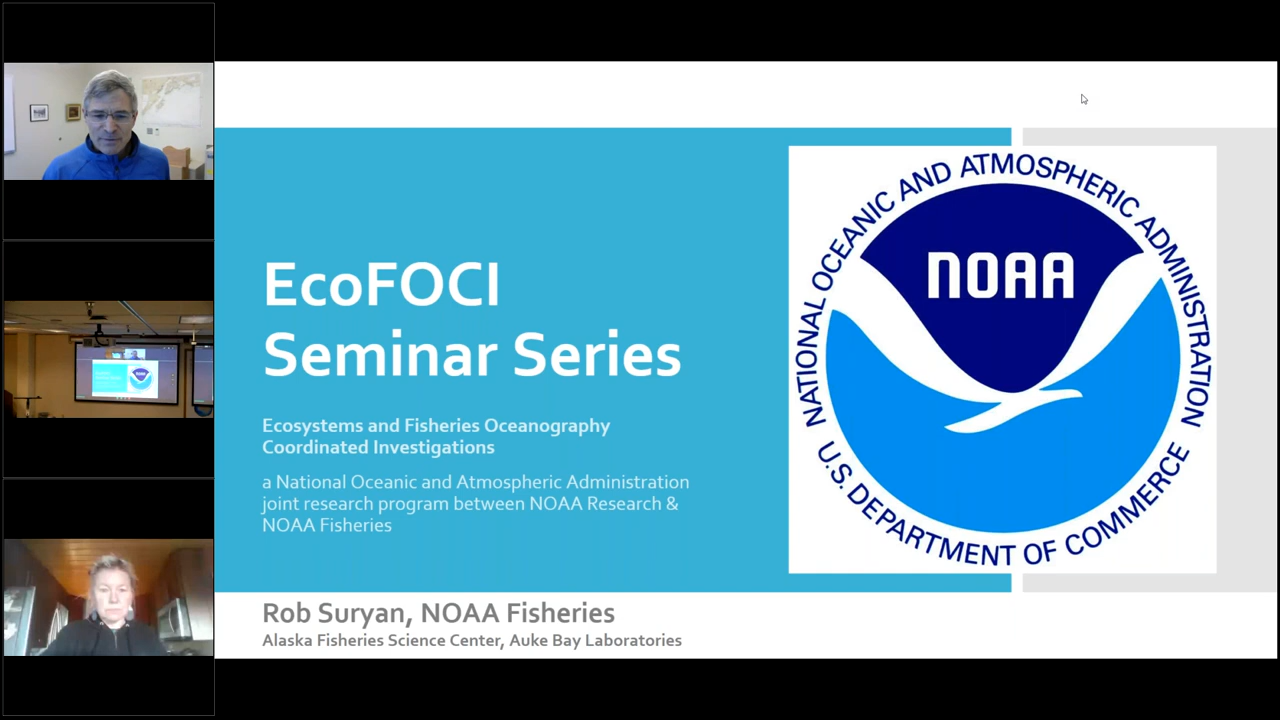 EcoFOCI
Seminar Series
Ecosystems and Fisheries Oceanography
Coordinated Investigations
a National Oceanic and Atmospheric Administration
joint research program between NOAA Research &
NOAA Fisheries
NATIONAL OCEANIC AND ATMOSPHERIC ADMINISTRATION
NOAA
U.S. DEPARTMENT OF COMMERCE
Rob Suryan, NOAA Fisheries
Alaska Fisheries Science Center, Auke Bay Laboratories